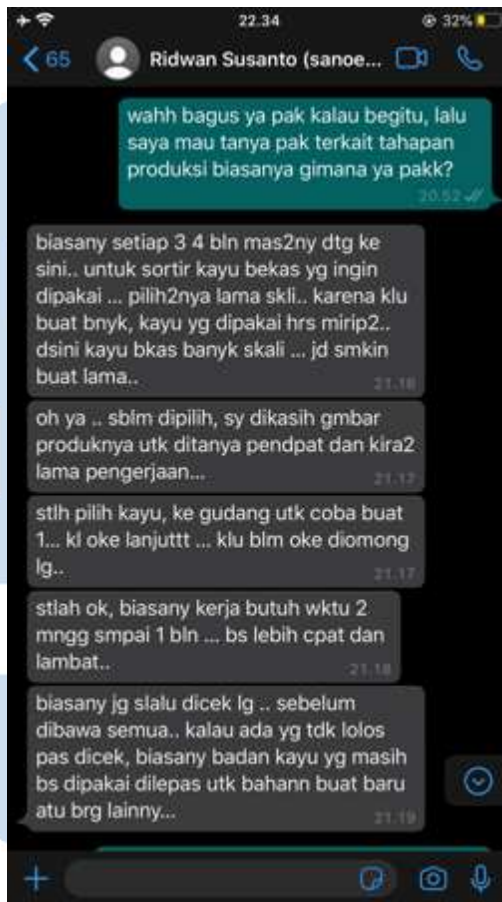 22.34
32%
65
Ridwan Susanto (sanoe...
wahh bagus ya pak kalau begitu, lalu
saya mau tanya pak terkait tahapan
produksi biasanya gimana ya pakk?
20.52
biasany setiap 3 4 bln mas2ny dtg ke
sini.. untuk sortir kayu bekas yg ingin
dipakai ... pilih2nya lama skli.. karena klu
buat bnyk, kayu yg dipakai hrs mirip2..
dsini kayu bkas banyk skali ... jd smkin
buat lama..
21.16
oh ya .. sblm dipilih, sy dikasih gmbar
produknya utk ditanya pendpat dan kira2
lama pengerjaan...
21.17
stlh pilih kayu, ke gudang utk coba buat
1... kl oke lanjuttt ... klu blm oke diomong
lg..
21.17
stlah ok, biasany kerja butuh wktu 2
mngg smpai 1 bln ... bs lebih cpat dan
lambat..
21.18
biasany jg slalu dicek lg .. sebelum
dibawa semua.. kalau ada yg tdk lolos
pas dicek, biasany badan kayu yg masih
bs dipakai dilepas utk bahann buat baru
atu brg lainny...
21.19